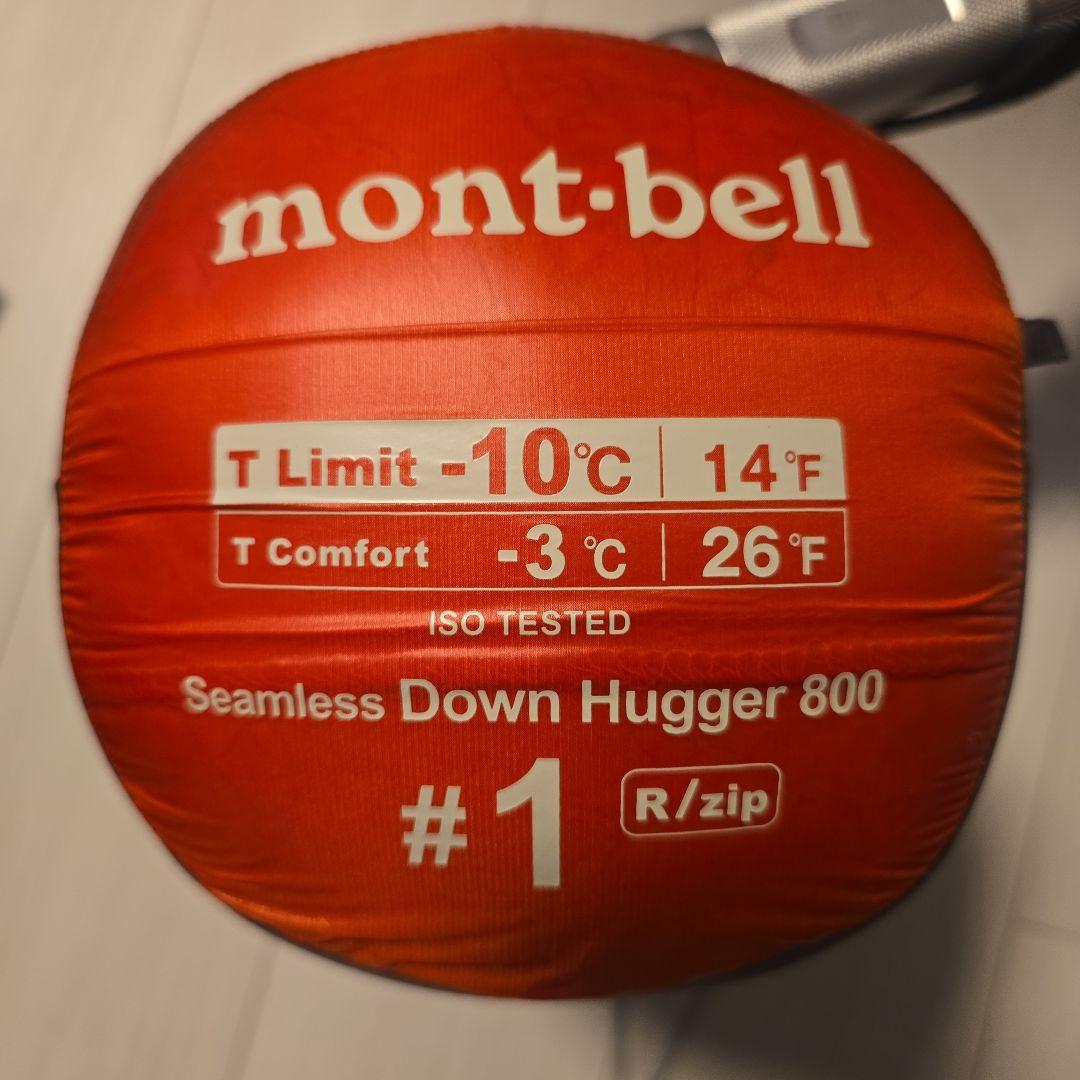 mont-bell
T Limit -10°C 14°F
T Comfort -3°C 26°F
ISO TESTED
Seamless Down Hugger 800
#1 R/zip